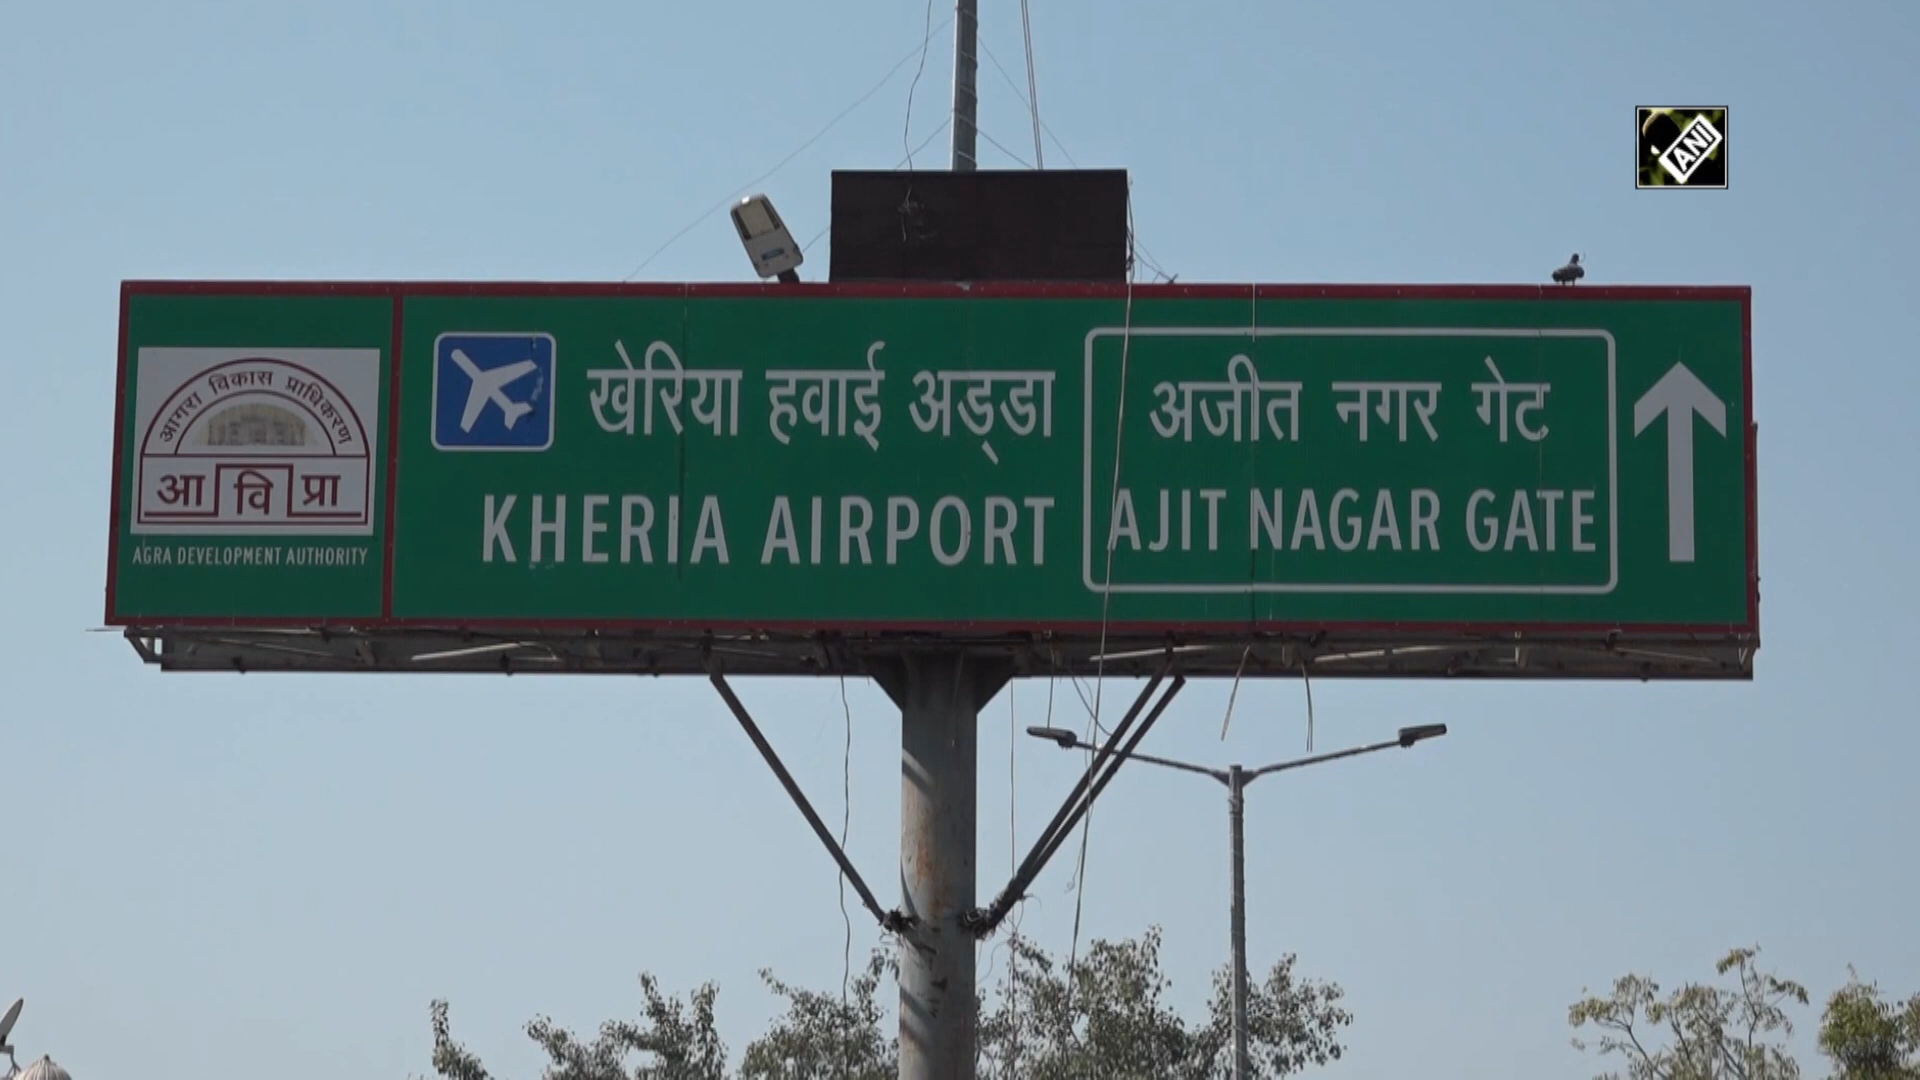 आगरा विकास प्राधिकरण
आ वि प्रा
AGRA DEVELOPMENT AUTHORITY
खेरिया हवाई अड्‌डा
KHERIA AIRPORT
अजीत नगर गेट
AJIT NAGAR GATE
ANI